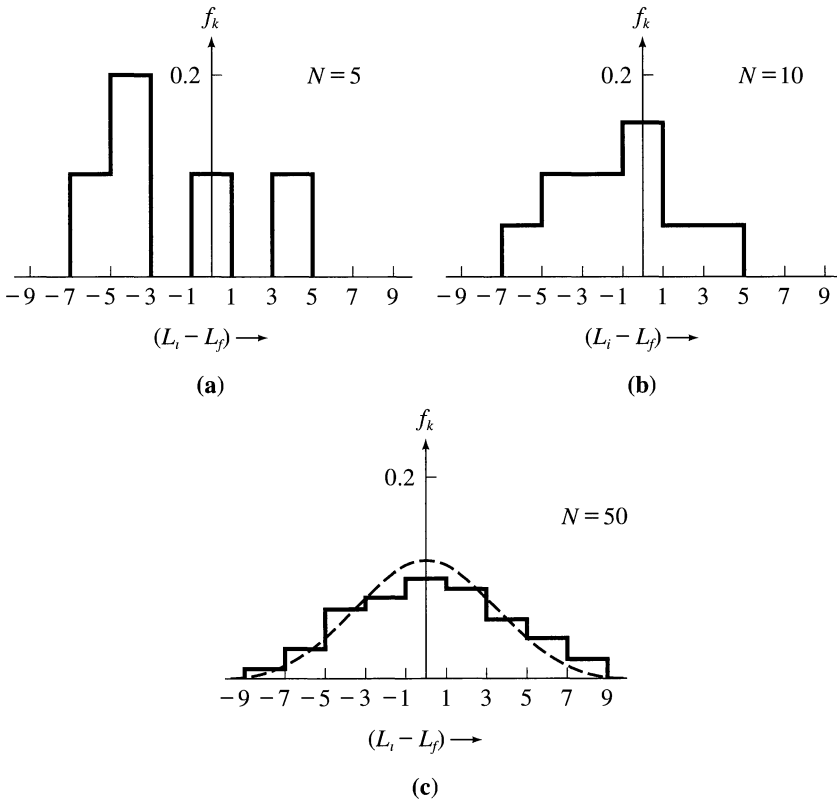 f_k
0.2
N = 5
−9 −7 −5 −3 −1 1 3 5 7 9
(L_ι − L_f) →
(a)
f_k
0.2
N = 10
−9 −7 −5 −3 −1 1 3 5 7 9
(L_i − L_f) →
(b)
f_k
0.2
N = 50
−9 −7 −5 −3 −1 1 3 5 7 9
(L_ι − L_f) →
(c)